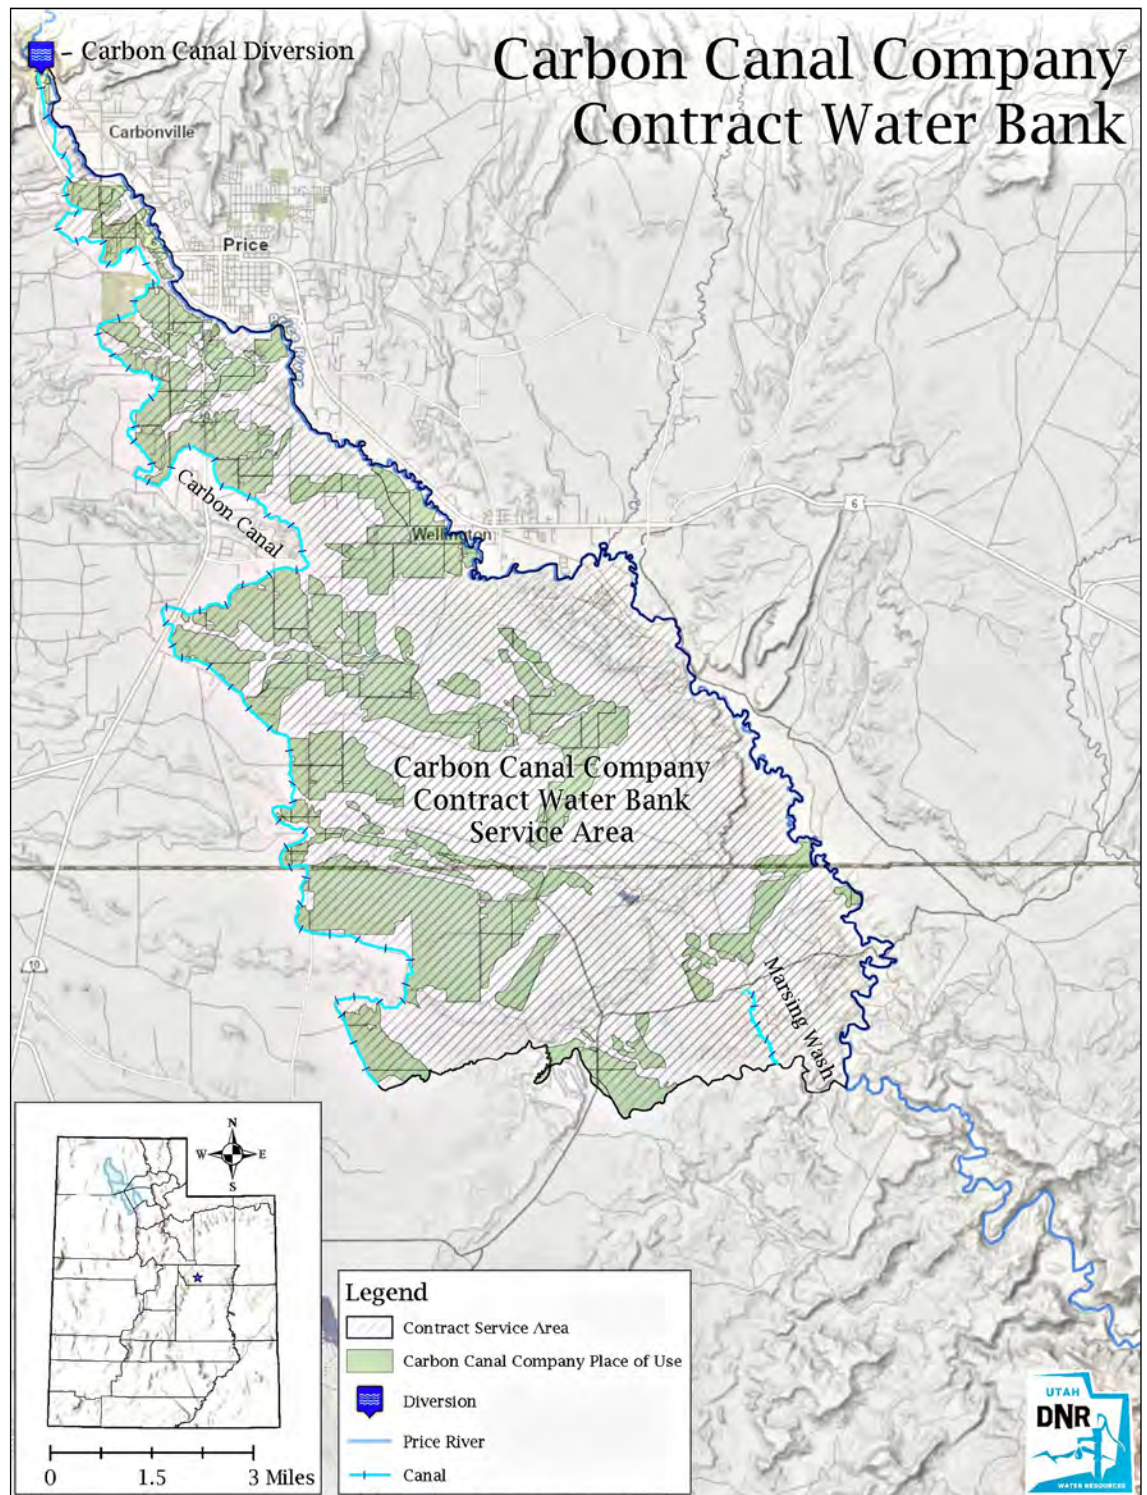 Carbon Canal Diversion
Carbon Canal Company
Contract Water Bank
Carbonville
Price
Carbon Canal
6
Wellington
Carbon Canal Company
Contract Water Bank
Service Area
10
Marsing Wash
N
W
E
S
0
1.5
3 Miles
Legend
Contract Service Area
Carbon Canal Company Place of Use
Diversion
Price River
Canal
UTAH
DNR
WATER RESOURCES